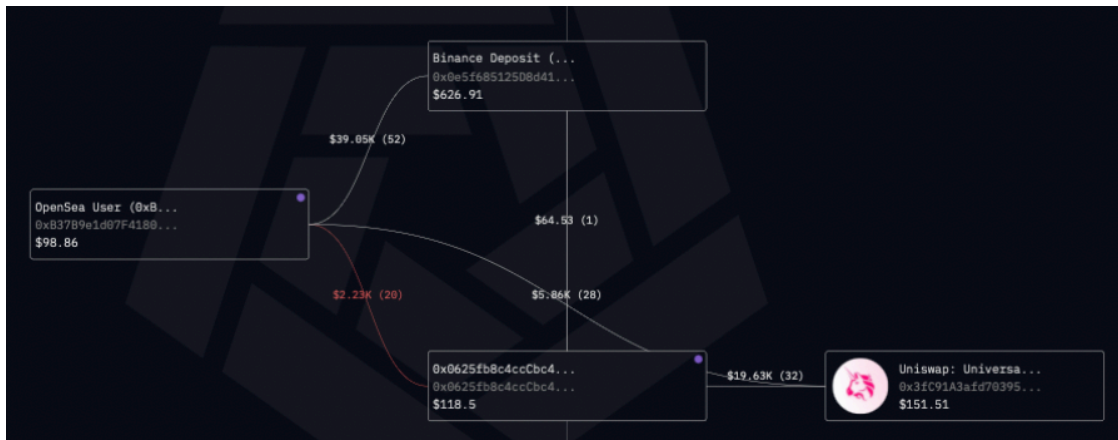 Binance Deposit (...
0x0e5f685125D8d41...
$626.91
$39.05K (52)
OpenSea User (0xB...
0xB37B9e1d07F4180...
$98.86
$64.53 (1)
$2.23K (20)
$5.86K (28)
0x0625fb8c4ccCbc4...
0x0625fb8c4ccCbc4...
$118.5
$19.63K (32)
Uniswap: Universa...
0x3fC91A3afd70395...
$151.51